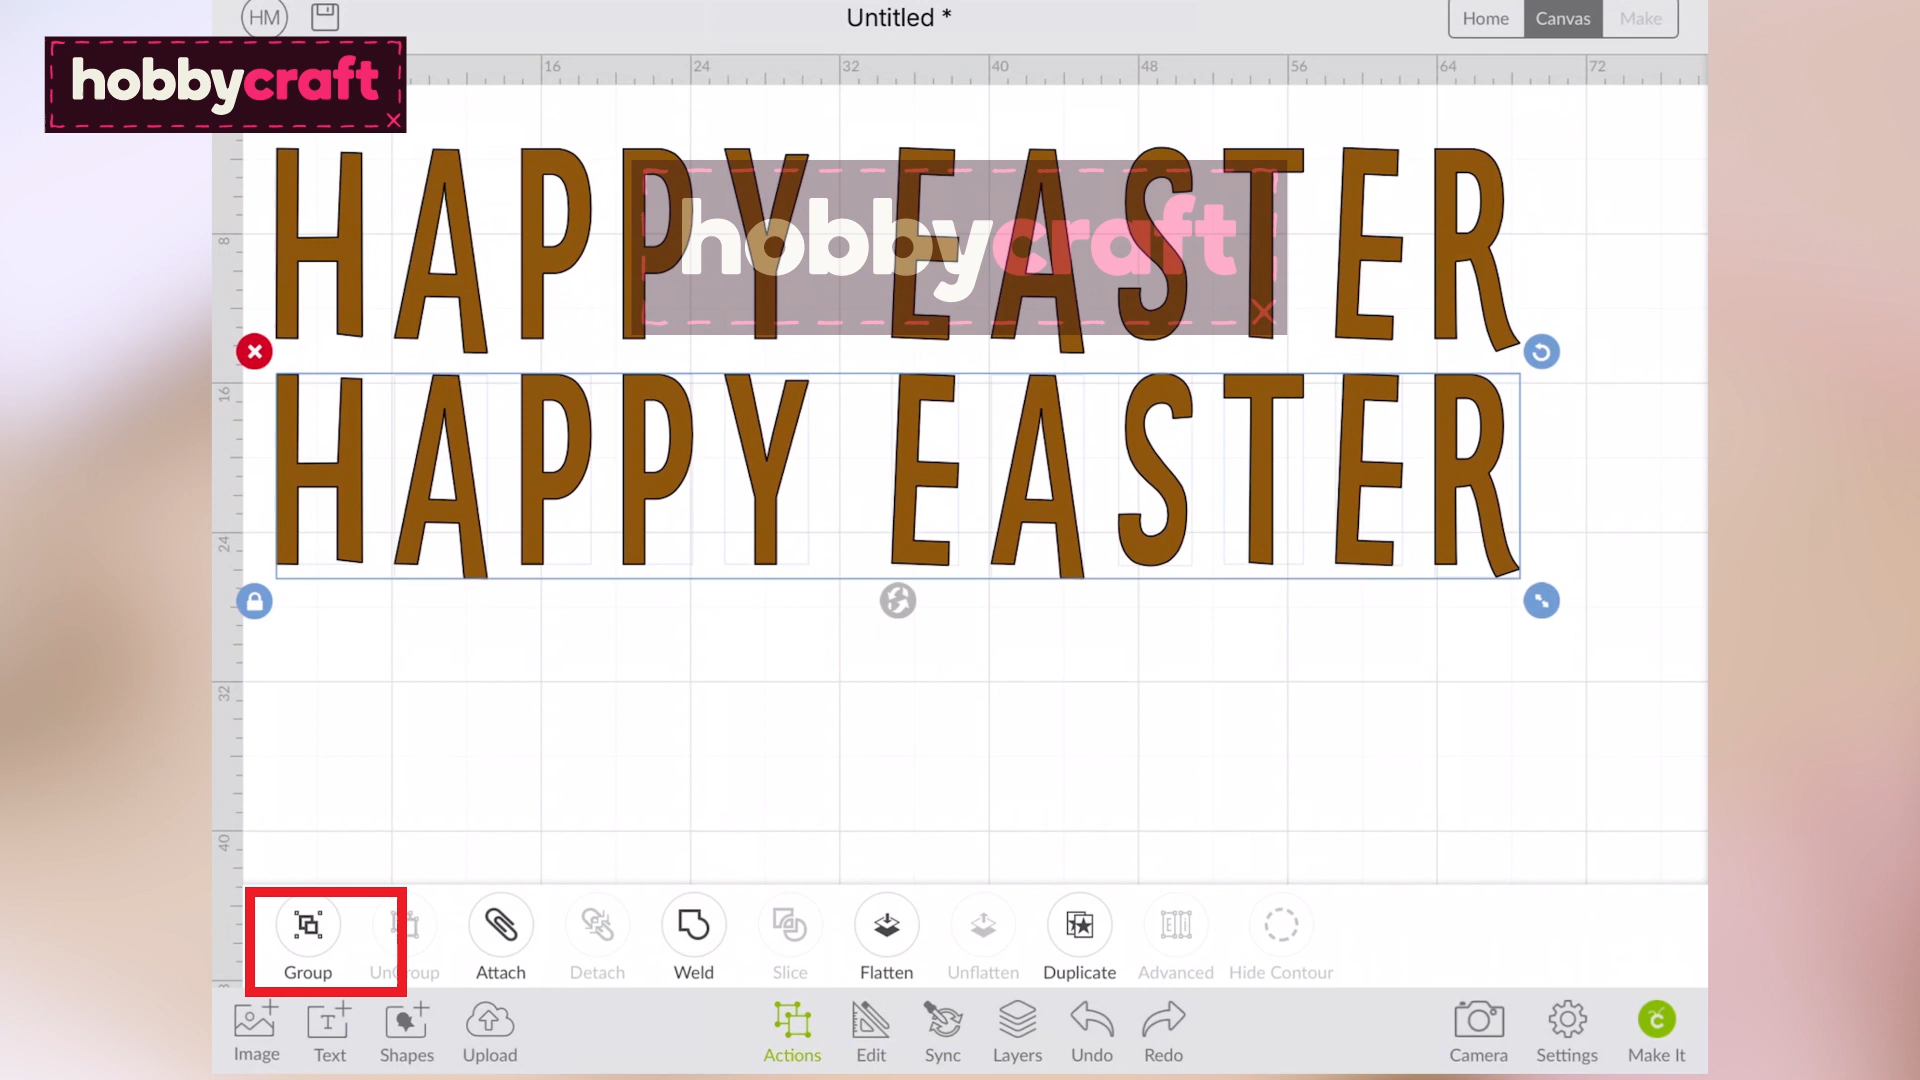 HM
Untitled *
Home Canvas Make
hobbycraft
16 24 32 40 48 56 64 72
HAPPY EASTER
hobbycraft
8
HAPPY EASTER
16
24
32
40
Group UnGroup Attach Detach Weld Slice Flatten Unflatten Duplicate Advanced Hide Contour
Image Text Shapes Upload Actions Edit Sync Layers Undo Redo Camera Settings Make It